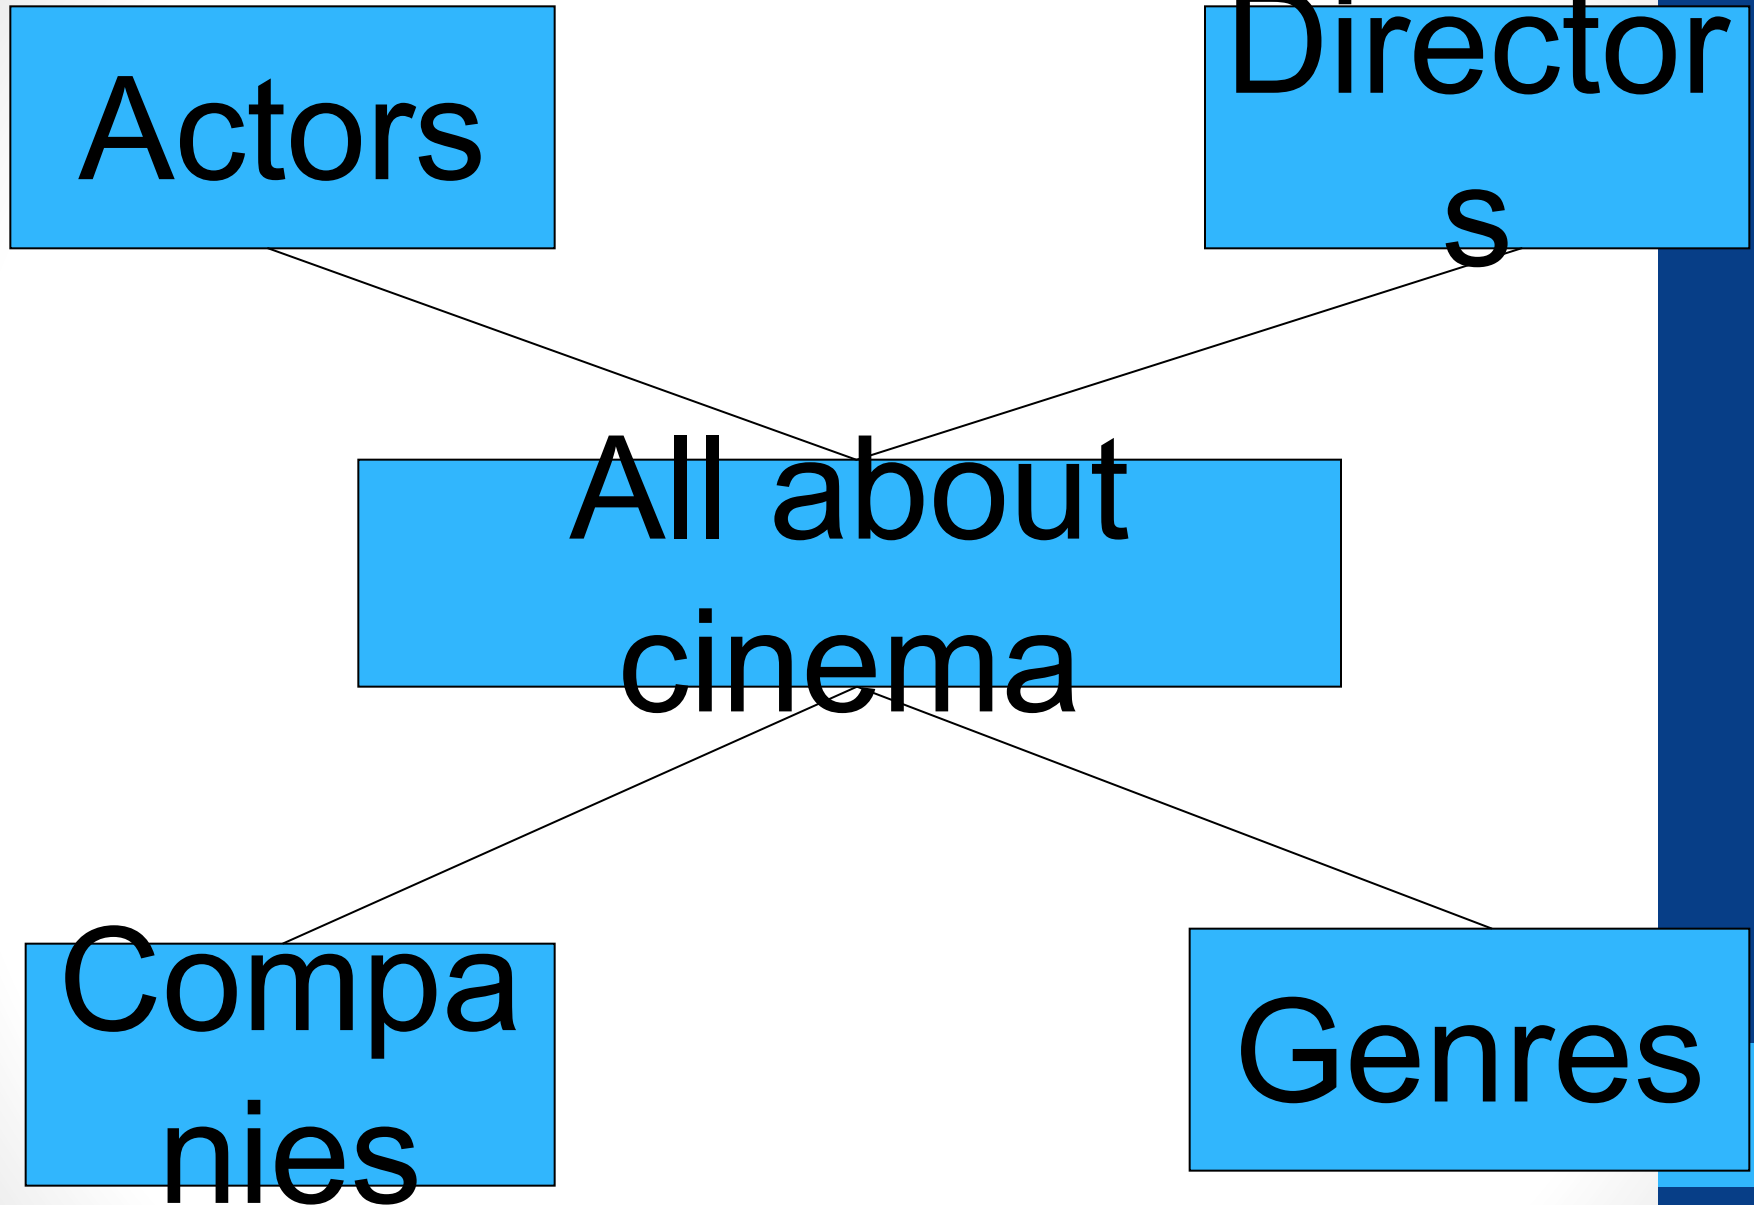 Actors
Director
s
All about
cinema
Compa
nies
Genres